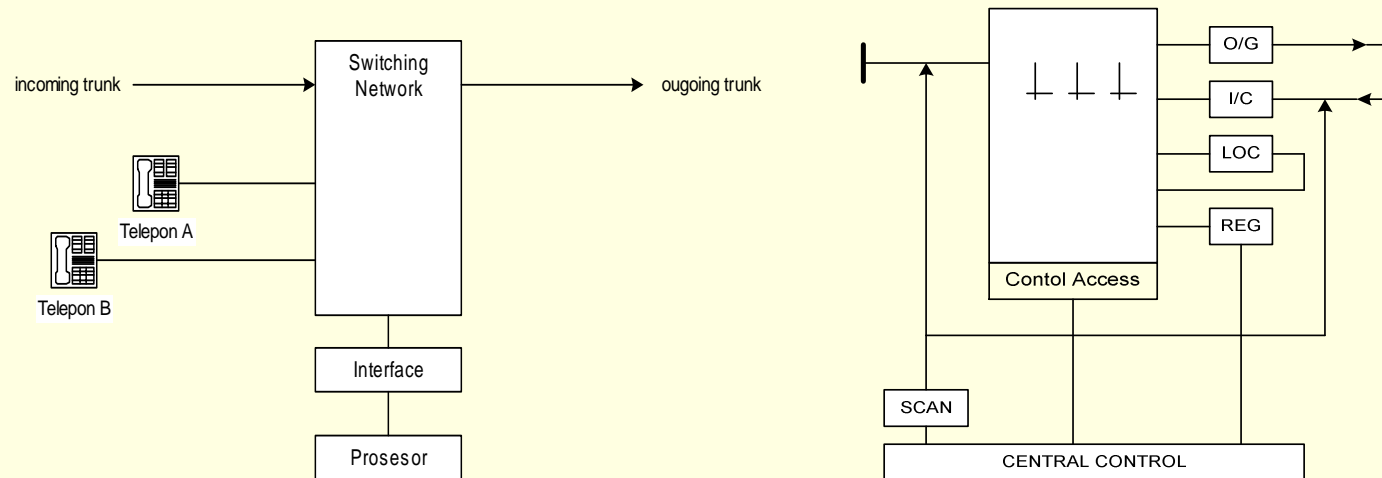 Switching
Network
incoming trunk
ougoing trunk
Telepon A
Telepon B
Interface
Prosesor
O/G
I/C
LOC
REG
Contol Access
SCAN
CENTRAL CONTROL